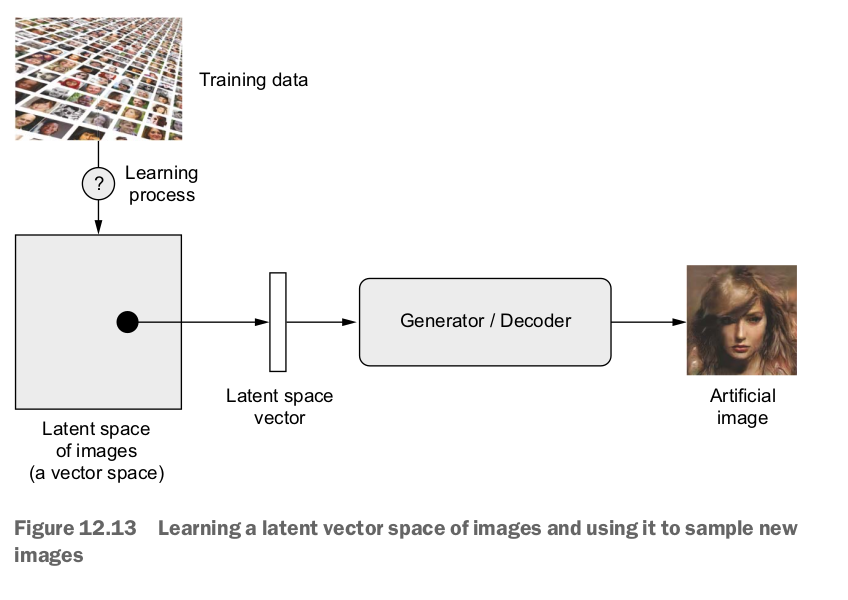 Training data
?
Learning
process
Generator / Decoder
Latent space
vector
Artificial
image
Latent space
of images
(a vector space)
Figure 12.13 Learning a latent vector space of images and using it to sample new
images